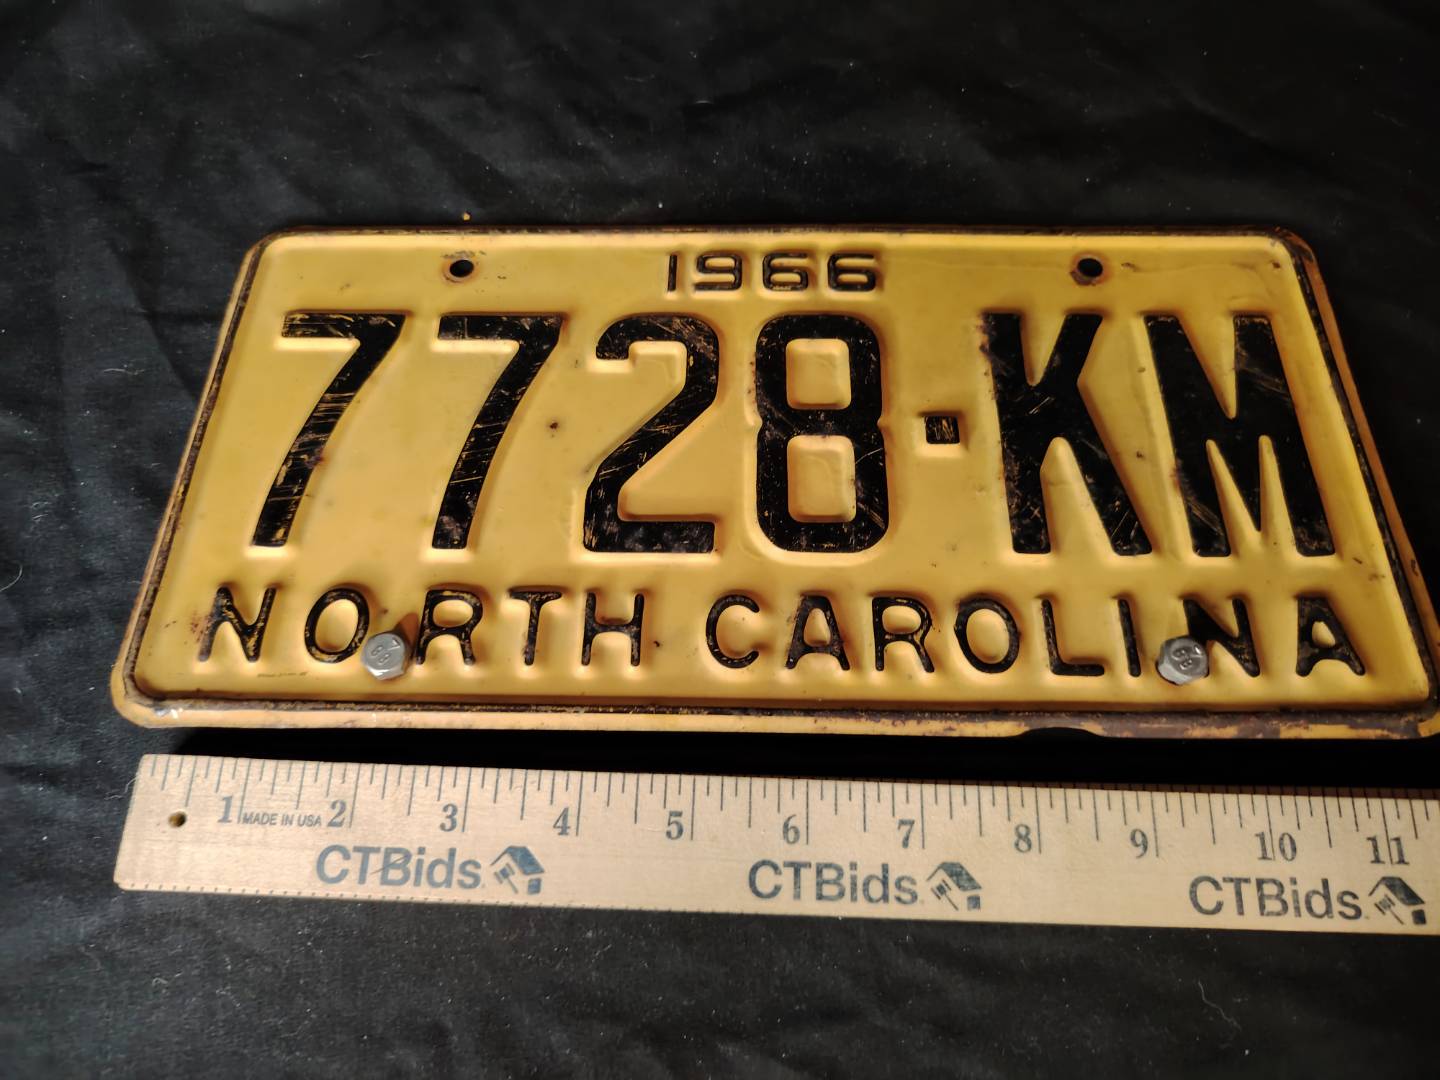 1966
7728-KM
NORTH CAROLINA
1 MADE IN USA 2 3 4 5 6 7 8 9 10 11
CTBids CTBids CTBids